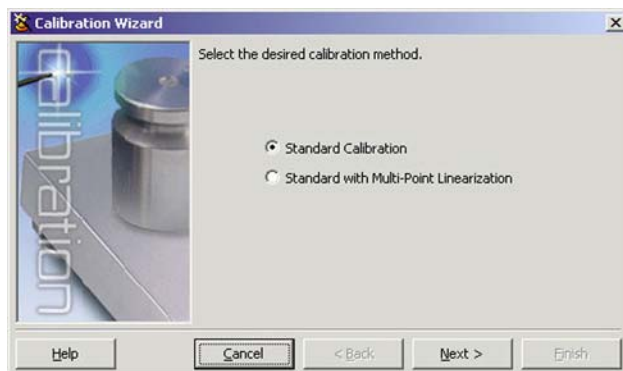 Calibration Wizard
Select the desired calibration method.
calibration
Standard Calibration
Standard with Multi-Point Linearization
Help
Cancel
< Back
Next >
Finish